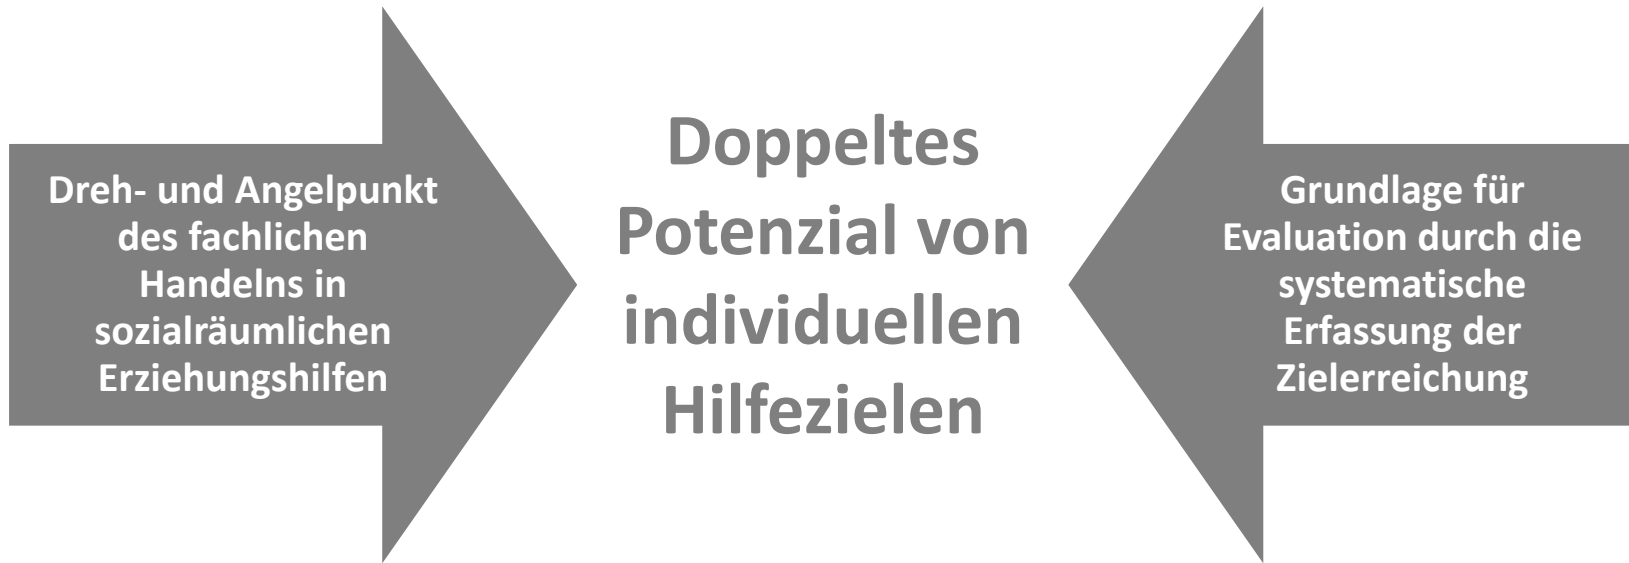 Dreh- und Angelpunkt
des fachlichen
Handelns in
sozialräumlichen
Erziehungshilfen
Doppeltes
Potenzial von
individuellen
Hilfezielen
Grundlage für
Evaluation durch die
systematische
Erfassung der
Zielerreichung